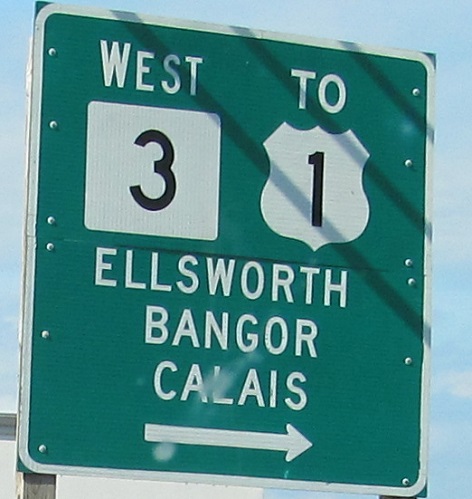 WEST TO
3 1
ELLSWORTH
BANGOR
CALAIS